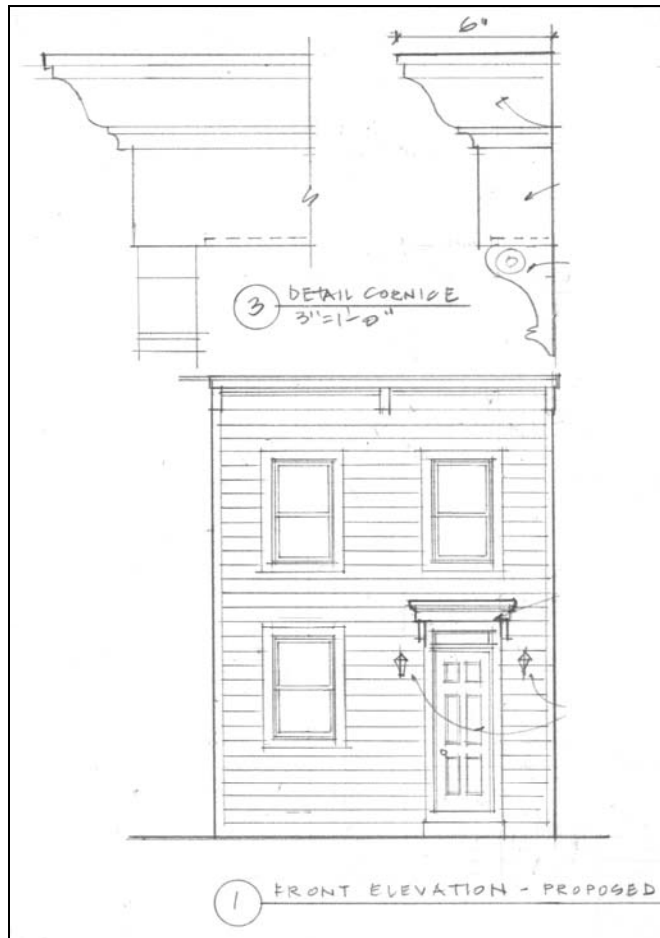 6"
3 DETAIL CORNICE
3"=1'-0"
1 FRONT ELEVATION - PROPOSED